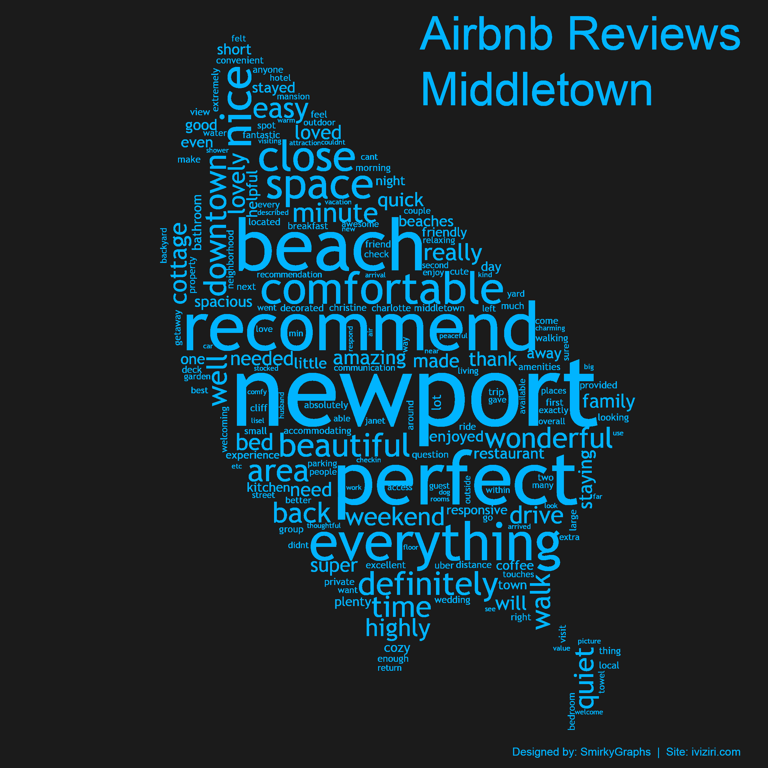 Airbnb Reviews
Middletown
felt
short
convenient
anyone
extremely
nice
hotel
stayed
mansion
view
easy
feel
good
water
warm
outdoor
spot
fantastic
loved
even
visiting
attraction
couldnt
shower
make
close
cant
lovely
morning
downtown
helpful
space
night
bathroom
every
vacation
quick
described
minute
couple
cottage
located
breakfast
awesome
new
beaches
friendly
backyard
neighborhood
beach
friend
relaxing
check
really
property
second
day
recommendation
arrival
enjoy
cute
kind
next
comfortable
yard
spacious
went
decorated
christine
charlotte
middletown
left
much
getaway
recommend
come
charming
love
min
respond
air
way
peaceful
walking
car
sure
one
well
needed
little
amazing
made
near
thank
away
deck
stocked
communication
living
amenities
big
garden
newport
best
comfy
husband
trip
gave
available
places
provided
cliff
absolutely
around
lot
first
family
exactly
welcoming
lisel
able
janet
ride
overall
looking
small
accommodating
use
bed
beautiful
enjoyed
wonderful
experience
question
restaurant
etc
area
parking
people
checkin
perfect
staying
two
many
far
kitchen
need
work
access
guest
dog
rooms
outside
within
street
better
look
back
weekend
responsive
drive
large
group
thoughtful
go
arrived
extra
didnt
everything
floor
super
excellent
uber
distance
coffee
private
definitely
touches
town
want
walk
plenty
time
wedding
see
will
right
highly
visit
picture
cozy
value
thing
enough
quiet
local
return
towel
bedroom
welcome
Designed by: SmirkyGraphs | Site: iviziri.com